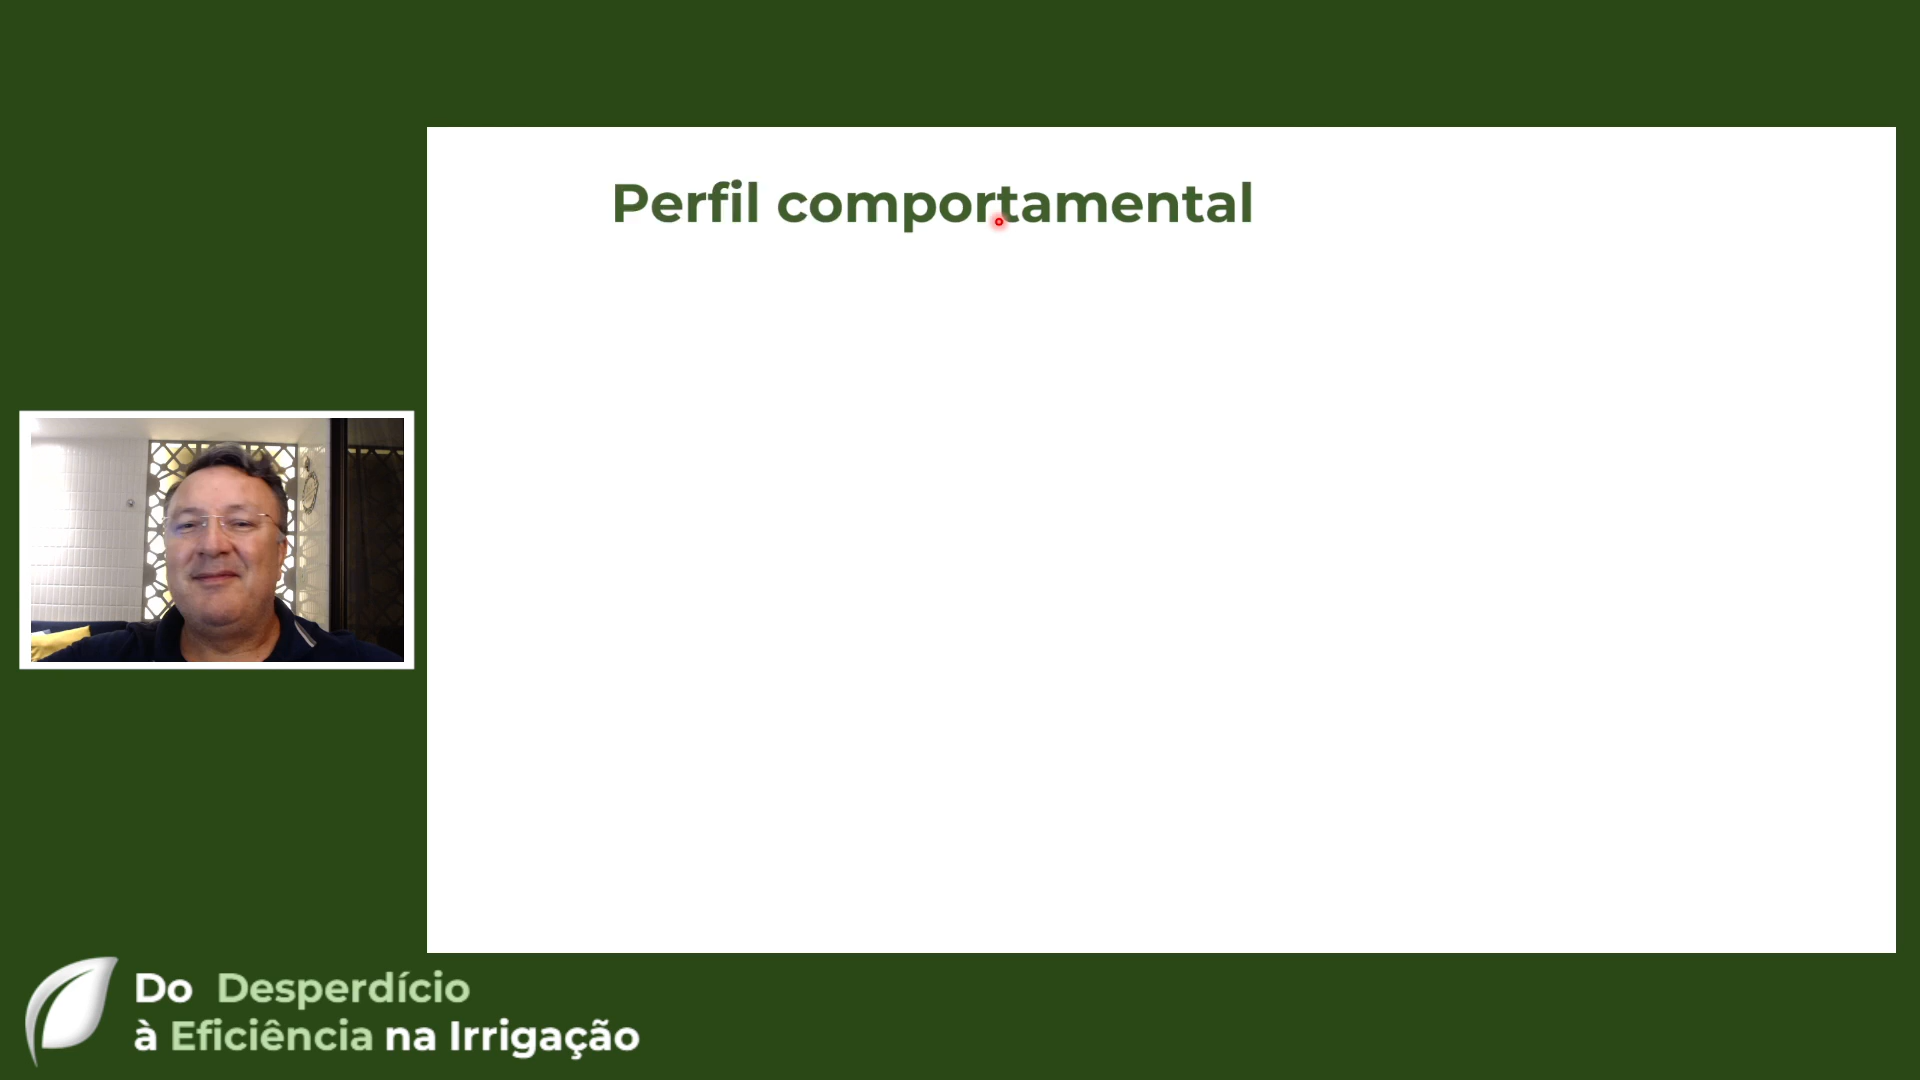 Perfil comportamental
Do Desperdício
à Eficiência na Irrigação